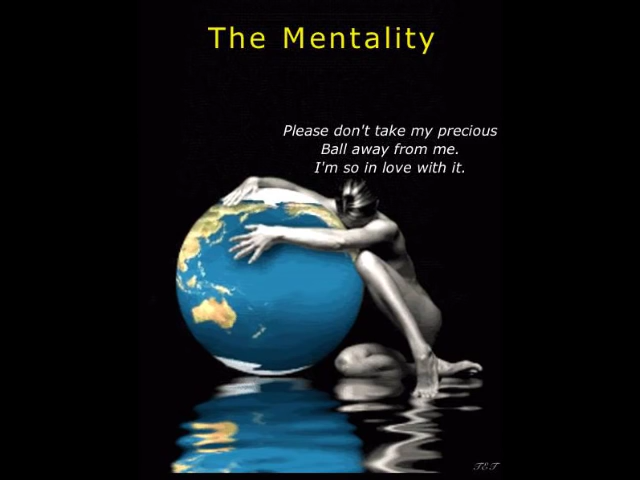 The Mentality
Please don't take my precious
Ball away from me.
I'm so in love with it.
T&T